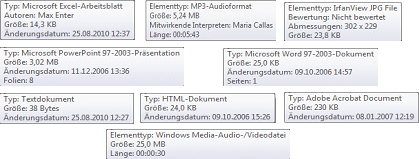 Typ: Microsoft Excel-Arbeitsblatt
Autoren: Max Enter
Größe: 14,3 KB
Änderungsdatum: 25.08.2010 12:32
Elementtyp: MP3-Audioformat
Größe: 5,24 MB
Mitwirkende Interpreten: Maria Callas
Länge: 00:05:43
Elementtyp: IrfanView JPG File
Bewertung: Nicht bewertet
Abmessungen: 302 x 229
Größe: 23,8 KB
Typ: Microsoft PowerPoint 97-2003-Präsentation
Größe: 3,02 MB
Änderungsdatum: 11.12.2006 13:36
Folien: 8
Typ: Microsoft Word 97-2003-Dokument
Größe: 25,0 KB
Änderungsdatum: 09.10.2006 14:57
Seiten: 1
Typ: Textdokument
Größe: 38 Bytes
Änderungsdatum: 25.08.2010 12:27
Typ: HTML-Dokument
Größe: 24,0 KB
Änderungsdatum: 09.10.2006 15:26
Typ: Adobe Acrobat Document
Größe: 230 KB
Änderungsdatum: 08.01.2007 12:19
Elementtyp: Windows Media-Audio-/Videodatei
Größe: 25,0 MB
Länge: 00:00:30